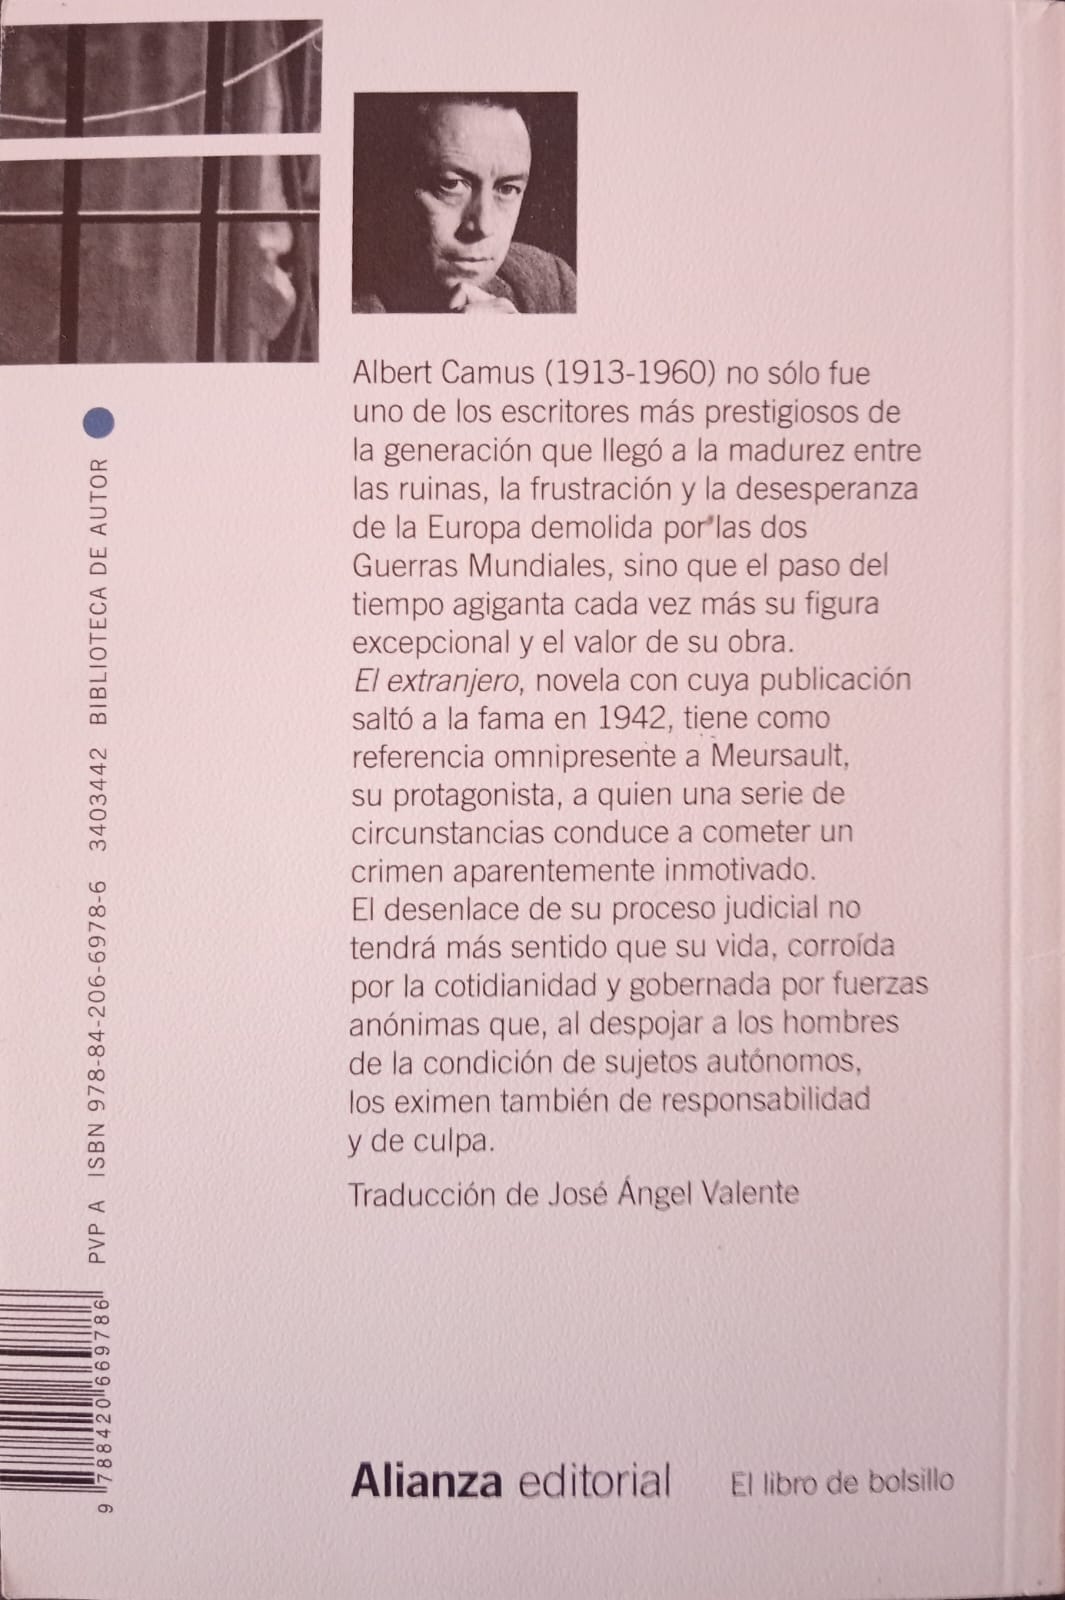 Albert Camus (1913-1960) no sólo fue
uno de los escritores más prestigiosos de
la generación que llegó a la madurez entre
las ruinas, la frustración y la desesperanza
de la Europa demolida por las dos
Guerras Mundiales, sino que el paso del
tiempo agiganta cada vez más su figura
excepcional y el valor de su obra.
El extranjero, novela con cuya publicación
saltó a la fama en 1942, tiene como
referencia omnipresente a Meursault,
su protagonista, a quien una serie de
circunstancias conduce a cometer un
crimen aparentemente inmotivado.
El desenlace de su proceso judicial no
tendrá más sentido que su vida, corroída
por la cotidianidad y gobernada por fuerzas
anónimas que, al despojar a los hombres
de la condición de sujetos autónomos,
los eximen también de responsabilidad
y de culpa.
Traducción de José Ángel Valente
Alianza editorial El libro de bolsillo
PVP A ISBN 978-84-206-6978-6 3403442 BIBLIOTECA DE AUTOR
9 788420 669786